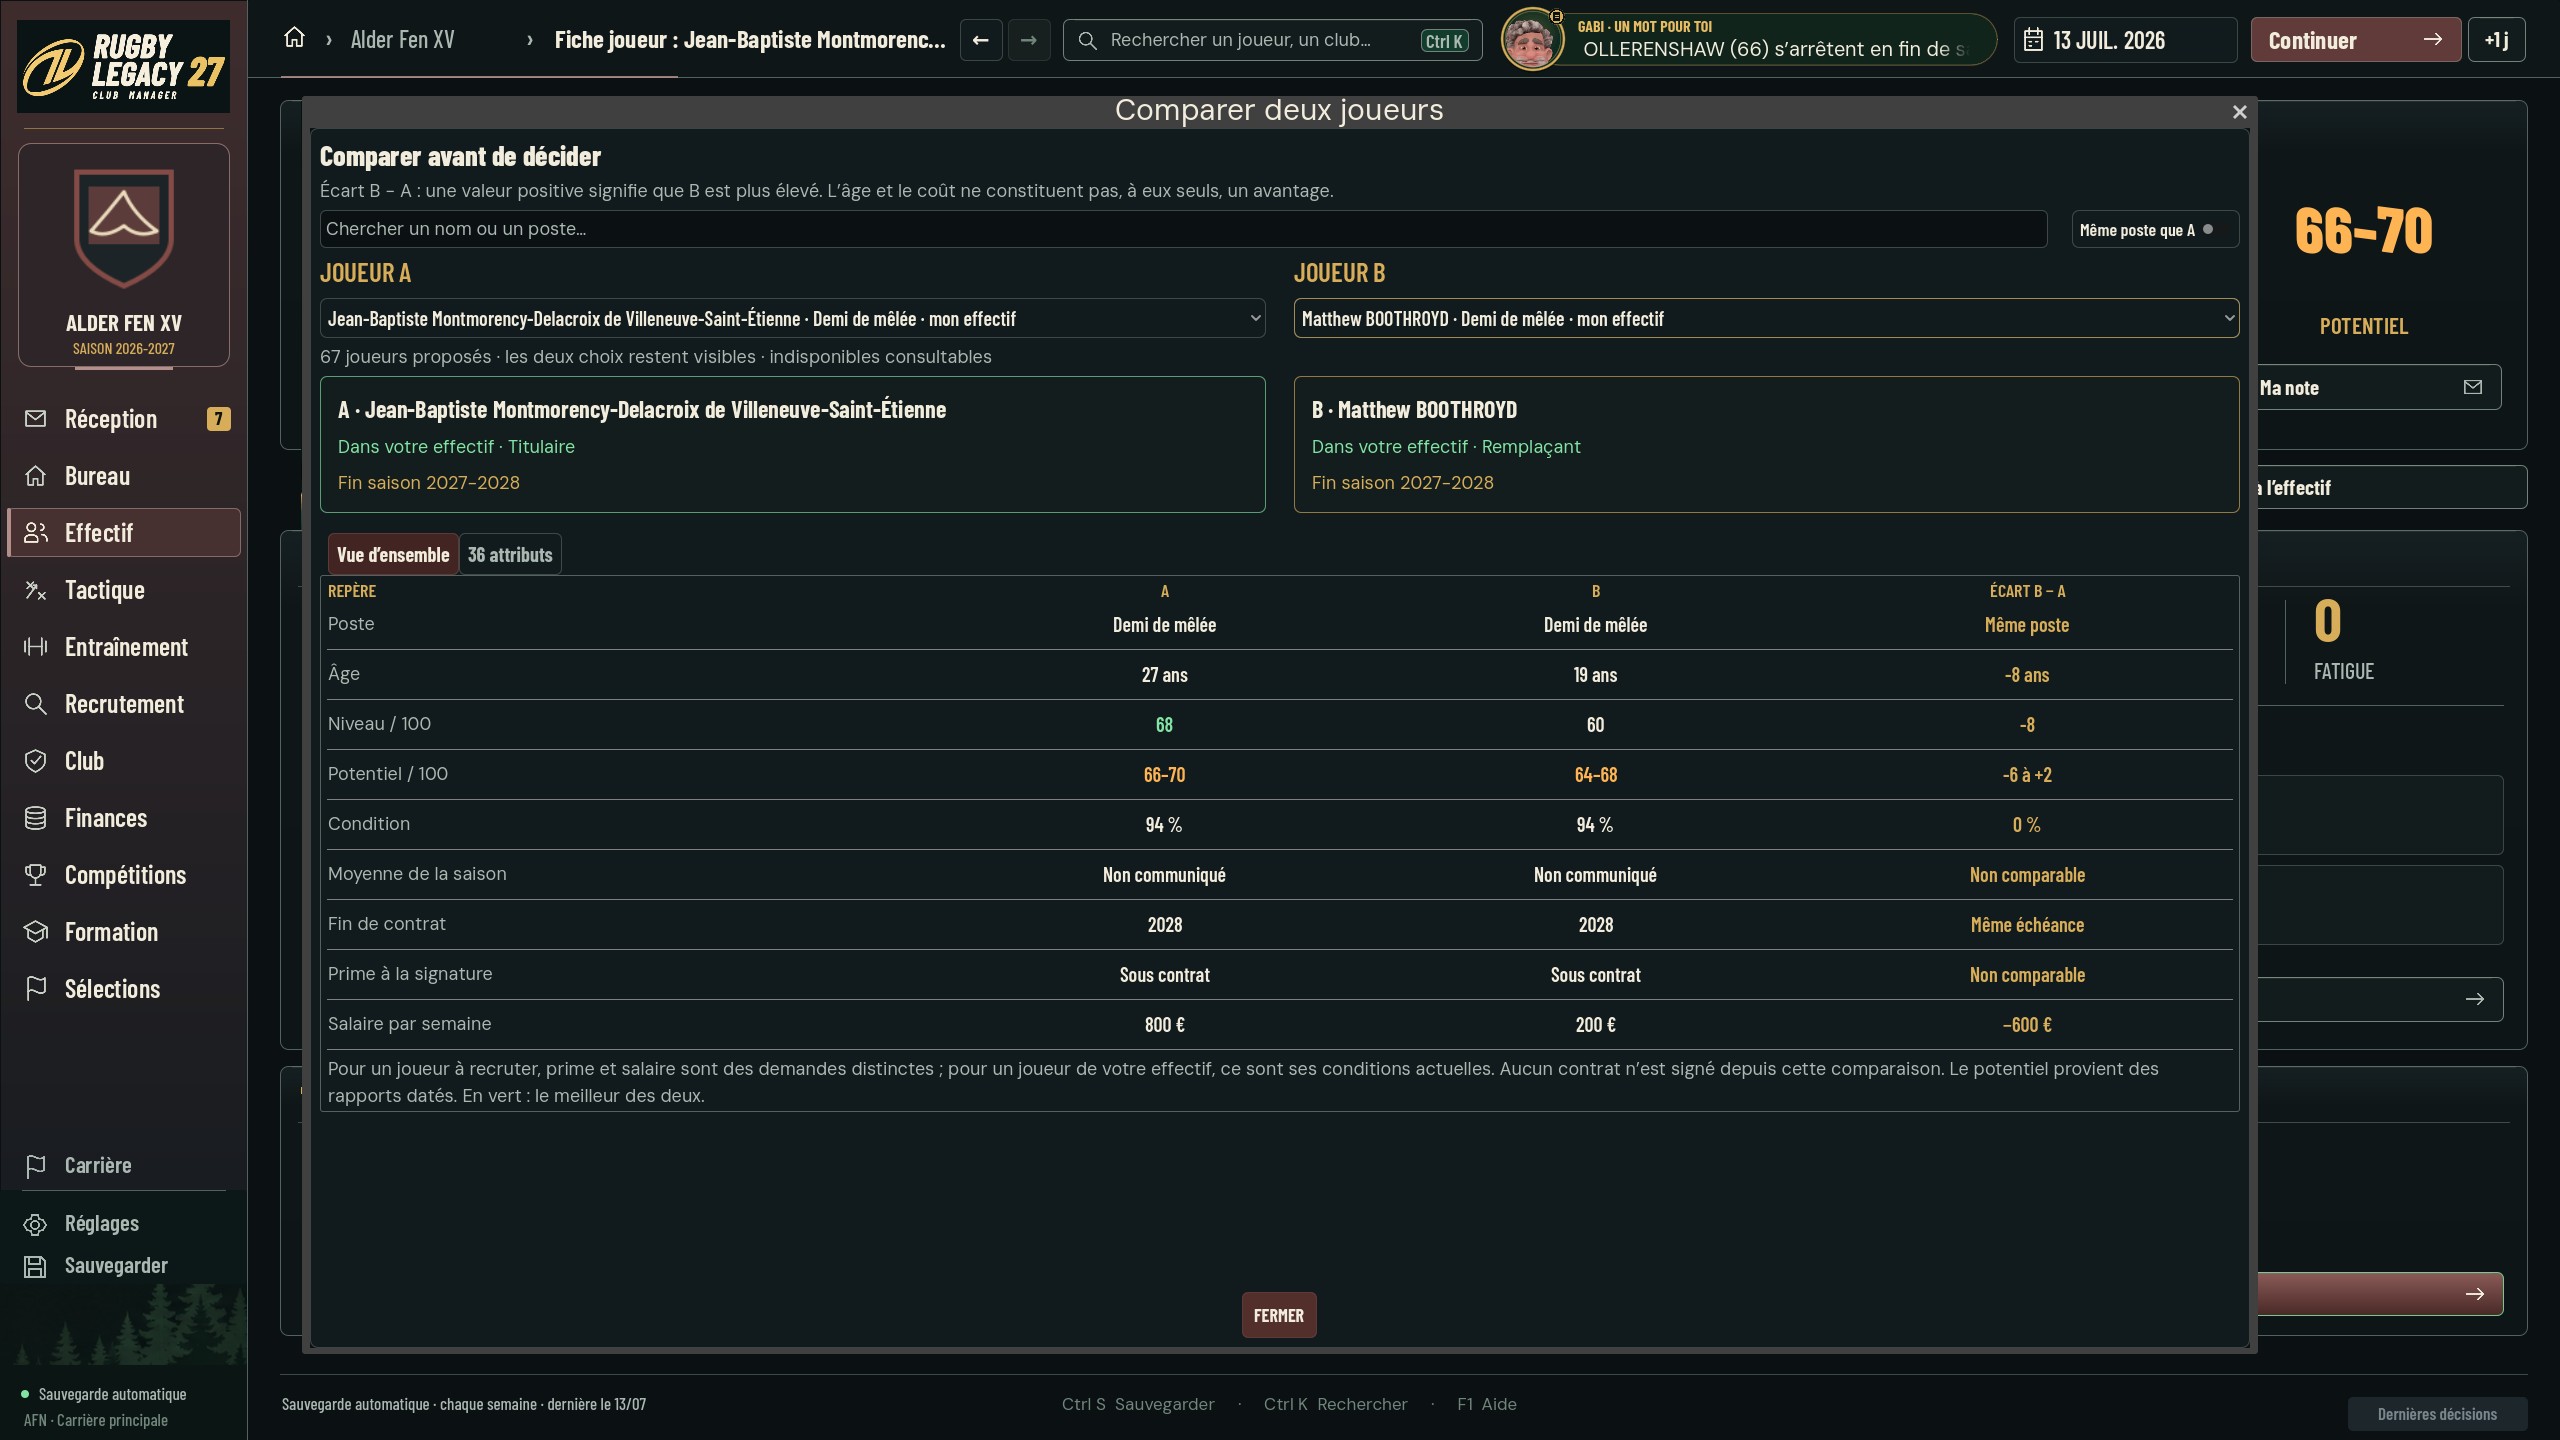 RUGBY
LEGACY 27
CLUB MANAGER
Alder Fen XV
Fiche joueur : Jean-Baptiste Montmorenc...
Rechercher un joueur, un club...
Ctrl K
GABI · UN MOT POUR TOI
OLLERENSHAW (66) s’arrêtent en fin de
13 JUIL. 2026
Continuer
+1 j
ALDER FEN XV
SAISON 2026-2027
Réception
7
Bureau
Effectif
Tactique
Entraînement
Recrutement
Club
Finances
Compétitions
Formation
Sélections
Carrière
Réglages
Sauvegarder
Sauvegarde automatique
AFN · Carrière principale
Comparer deux joueurs
Comparer avant de décider
Écart B – A : une valeur positive signifie que B est plus élevé. L’âge et le coût ne constituent pas, à eux seuls, un avantage.
Chercher un nom ou un poste...
Même poste que A
JOUEUR A
JOUEUR B
Jean-Baptiste Montmorency-Delacroix de Villeneuve-Saint-Étienne · Demi de mêlée · mon effectif
Matthew BOOTHROYD · Demi de mêlée · mon effectif
67 joueurs proposés · les deux choix restent visibles · indisponibles consultables
A · Jean-Baptiste Montmorency-Delacroix de Villeneuve-Saint-Étienne
Dans votre effectif · Titulaire
Fin saison 2027-2028
B · Matthew BOOTHROYD
Dans votre effectif · Remplaçant
Fin saison 2027-2028
Vue d’ensemble
36 attributs
REPÈRE A B ÉCART B – A
Poste Demi de mêlée Demi de mêlée Même poste
Âge 27 ans 19 ans -8 ans
Niveau / 100 68 60 -8
Potentiel / 100 66–70 64–68 -6 à +2
Condition 94 % 94 % 0 %
Moyenne de la saison Non communiqué Non communiqué Non comparable
Fin de contrat 2028 2028 Même échéance
Prime à la signature Sous contrat Sous contrat Non comparable
Salaire par semaine 800 € 200 € –600 €
Pour un joueur à recruter, prime et salaire sont des demandes distinctes ; pour un joueur de votre effectif, ce sont ses conditions actuelles. Aucun contrat n’est signé depuis cette comparaison. Le potentiel provient des
rapports datés. En vert : le meilleur des deux.
FERMER
66–70
POTENTIEL
Ma note
à l’effectif
0
FATIGUE
Sauvegarde automatique · chaque semaine · dernière le 13/07
Ctrl S Sauvegarder · Ctrl K Rechercher · F1 Aide
Dernières décisions